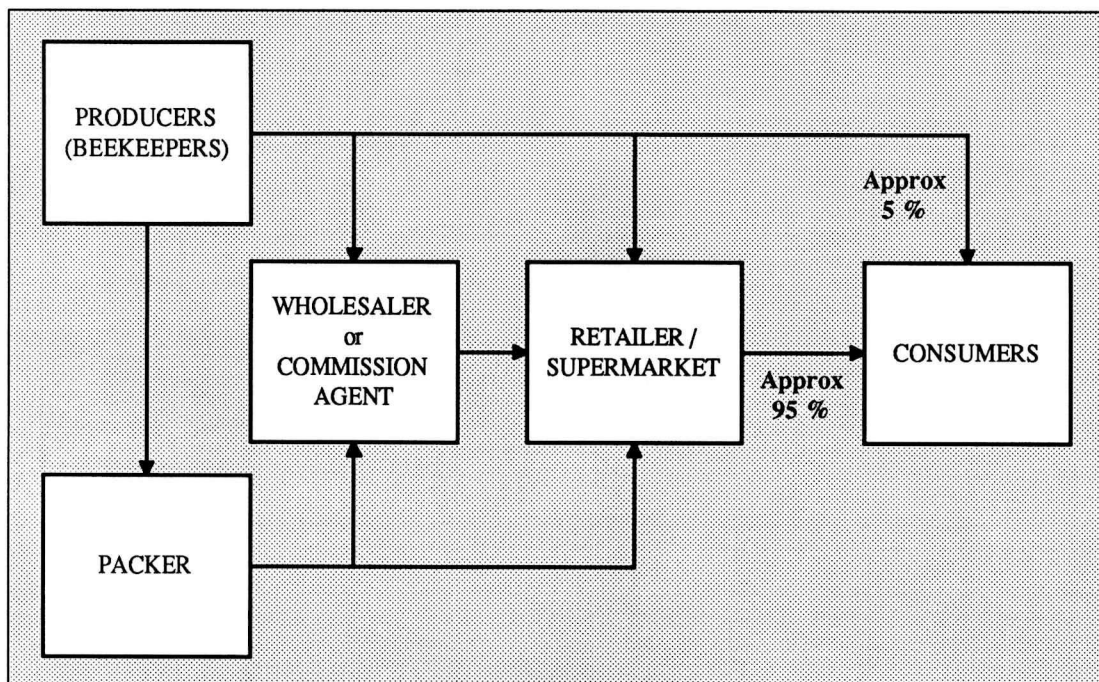 PRODUCERS
(BEEKEEPERS)
Approx
5 %
WHOLESALER
or
COMMISSION
AGENT
RETAILER /
SUPERMARKET
Approx
95 %
CONSUMERS
PACKER